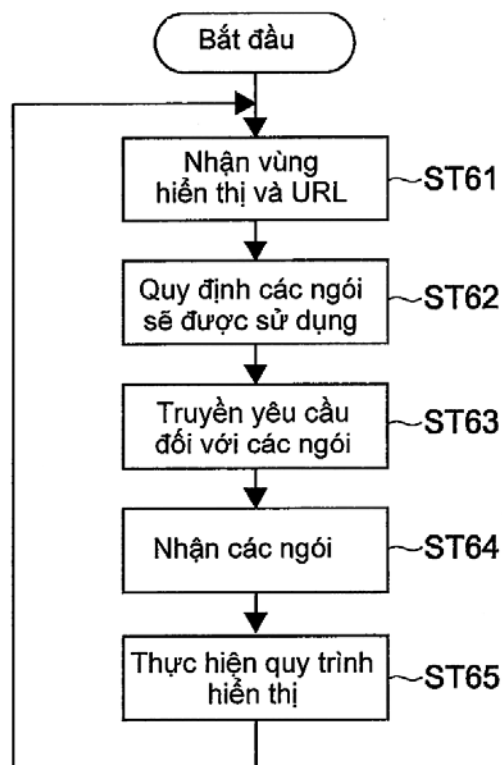 Bắt đầu
Nhận vùng
hiển thị và URL
ST61
Quy định các ngói
sẽ được sử dụng
ST62
Truyền yêu cầu
đối với các ngói
ST63
Nhận các ngói
ST64
Thực hiện quy trình
hiển thị
ST65